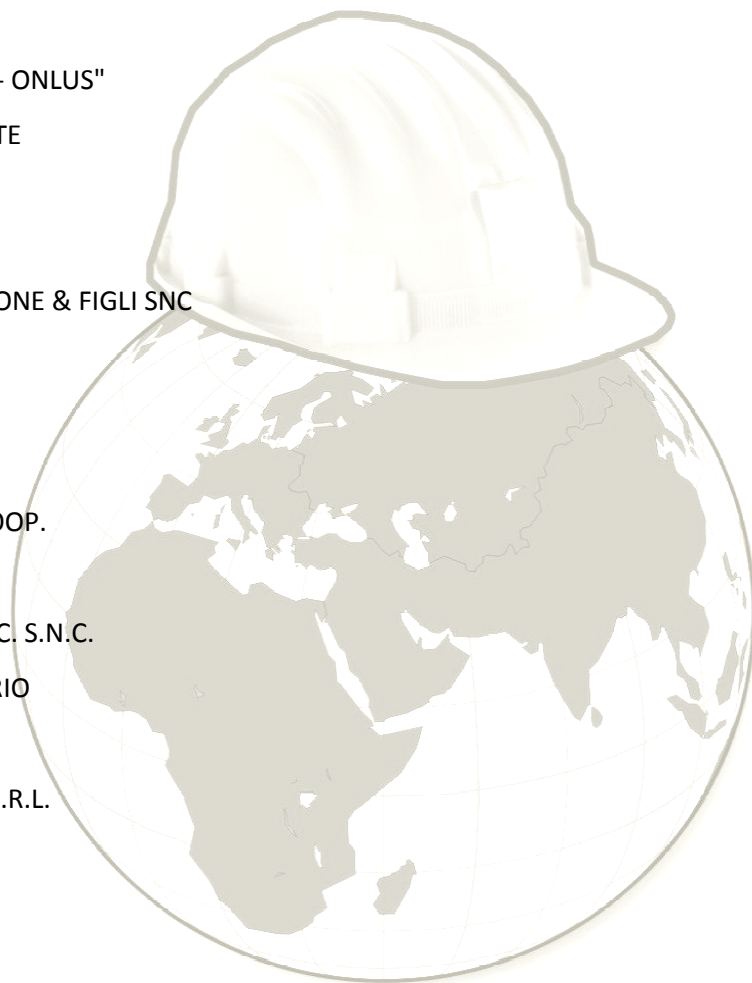 - ONLUS"
TE
ONE & FIGLI SNC
OOP.
C. S.N.C.
RIO
.R.L.